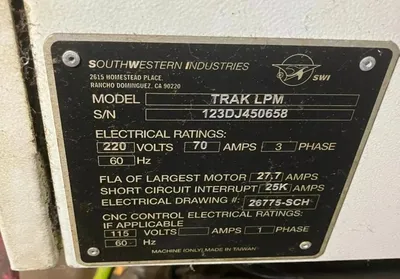 SOUTHWESTERN INDUSTRIES
2615 HOMESTEAD PLACE,
RANCHO DOMINGUEZ, CA 90220
SWI
MODEL TRAK LPM
S/N 123DJ450658
ELECTRICAL RATINGS:
220 VOLTS 70 AMPS 3 PHASE
60 Hz
FLA OF LARGEST MOTOR 27.7 AMPS
SHORT CIRCUIT INTERRUPT 25K AMPS
ELECTRICAL DRAWING #: 26775-SCH
CNC CONTROL ELECTRICAL RATINGS:
IF APPLICABLE
115 VOLTS AMPS 1 PHASE
60 Hz
MACHINE (ONLY) MADE IN TAIWAN